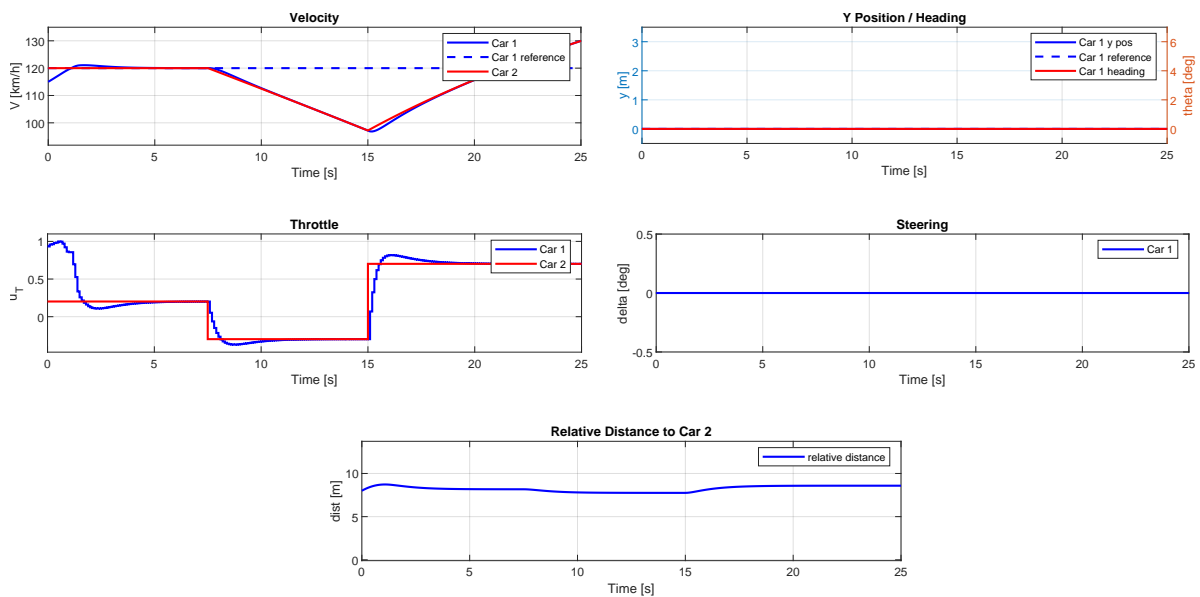 Velocity
V [km/h]
130
120
110
100
Car 1
Car 1 reference
Car 2
0 5 10 15 20 25
Time [s]
Y Position / Heading
y [m]
3
2
1
0
Car 1 y pos
Car 1 reference
Car 1 heading
6
4
2
0
theta [deg]
0 5 10 15 20 25
Time [s]
Throttle
u_T
1
0.5
0
Car 1
Car 2
0 5 10 15 20 25
Time [s]
Steering
delta [deg]
0.5
0
-0.5
Car 1
0 5 10 15 20 25
Time [s]
Relative Distance to Car 2
dist [m]
10
5
0
relative distance
0 5 10 15 20 25
Time [s]